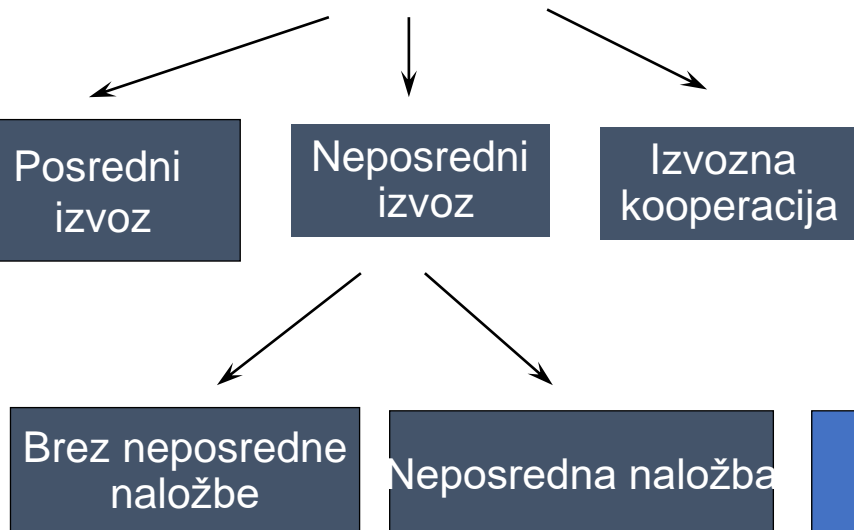 Posredni
izvoz
Neposredni
izvoz
Izvozna
kooperacija
Brez neposredne
naložbe
Neposredna naložba